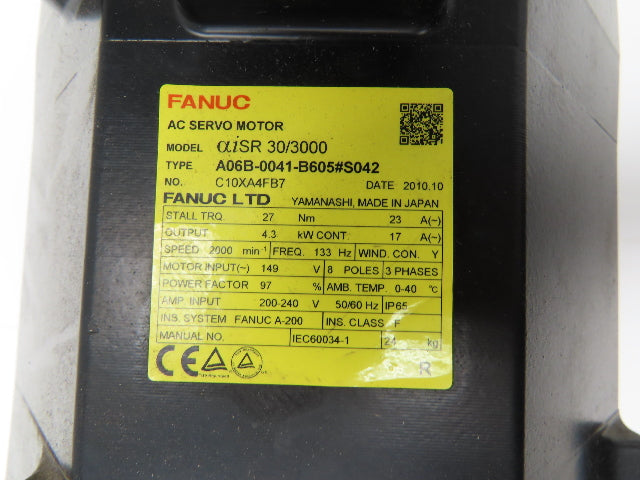 FANUC
AC SERVO MOTOR
MODEL αiSR 30/3000
TYPE A06B-0041-B605#S042
NO. C10XA4FB7 DATE 2010.10
FANUC LTD YAMANASHI, MADE IN JAPAN
STALL TRQ. 27 Nm 23 A(~)
OUTPUT 4.3 kW CONT. 17 A(~)
SPEED 2000 min-1 FREQ. 133 Hz WIND. CON. Y
MOTOR INPUT(~) 149 V 8 POLES 3 PHASES
POWER FACTOR 97 % AMB. TEMP. 0-40 °C
AMP. INPUT 200-240 V 50/60 Hz IP65
INS. SYSTEM FANUC A-200 INS. CLASS F
MANUAL NO. IEC60034-1 24 kg
CE R